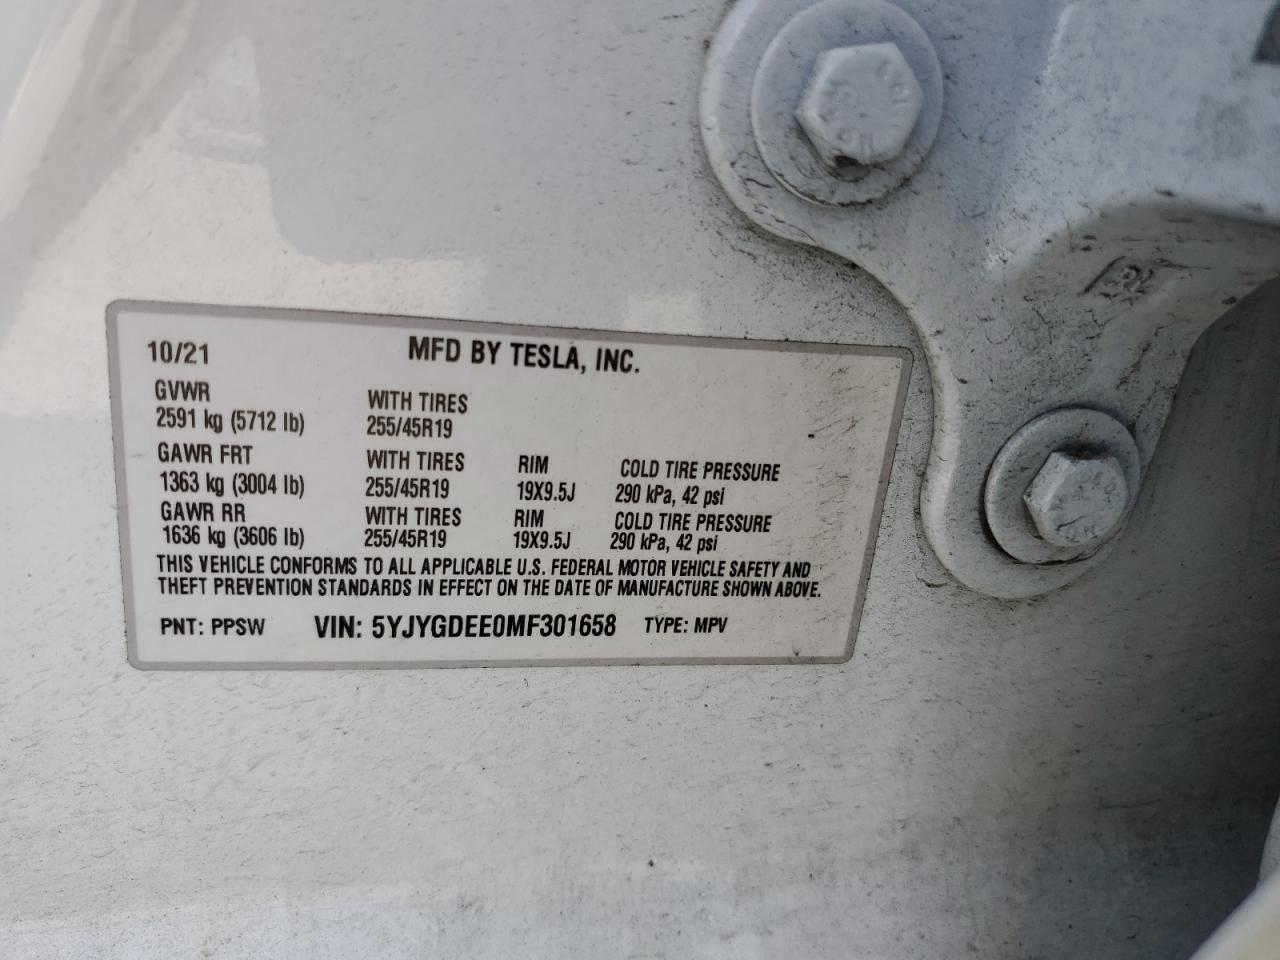 10/21 MFD BY TESLA, INC.
GVWR
2591 kg (5712 lb)
WITH TIRES
255/45R19
GAWR FRT WITH TIRES RIM COLD TIRE PRESSURE
1363 kg (3004 lb) 255/45R19 19X9.5J 290 kPa, 42 psi
GAWR RR WITH TIRES RIM COLD TIRE PRESSURE
1636 kg (3606 lb) 255/45R19 19X9.5J 290 kPa, 42 psi
THIS VEHICLE CONFORMS TO ALL APPLICABLE U.S. FEDERAL MOTOR VEHICLE SAFETY AND
THEFT PREVENTION STANDARDS IN EFFECT ON THE DATE OF MANUFACTURE SHOWN ABOVE.
PNT: PPSW VIN: 5YJYGDEE0MF301658 TYPE: MPV